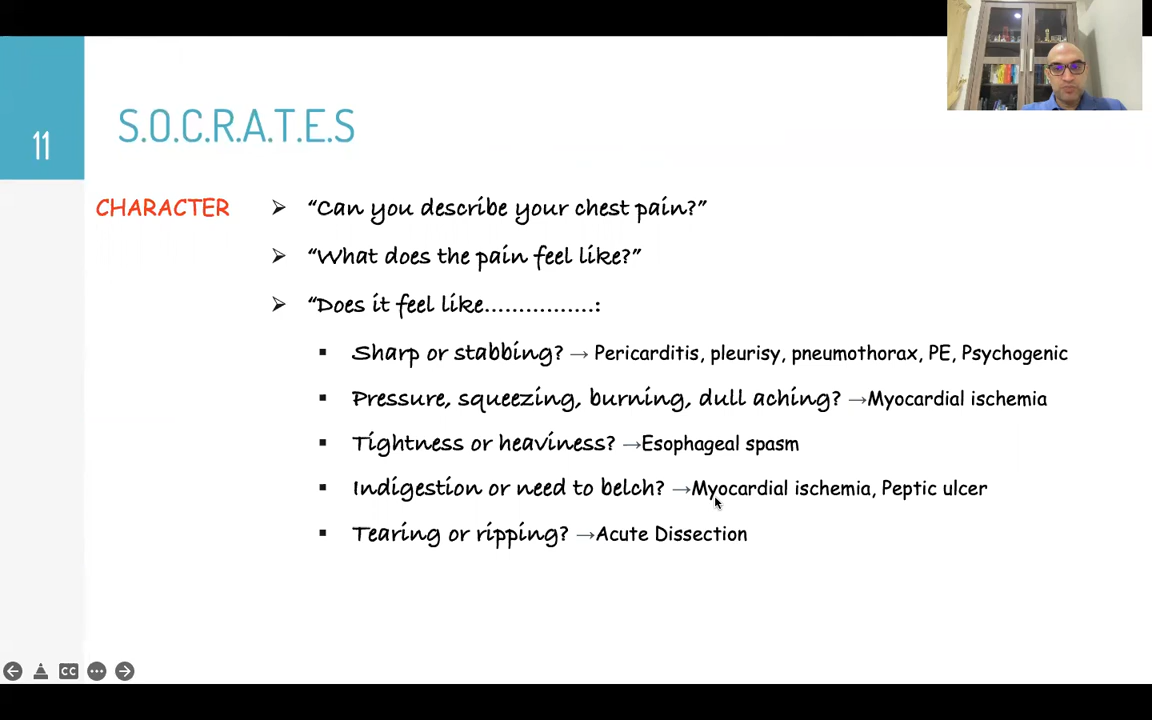 11
S.O.C.R.A.T.E.S
CHARACTER
➢ “Can you describe your chest pain?”
➢ “What does the pain feel like?”
➢ “Does it feel like................:
▪ Sharp or stabbing? → Pericarditis, pleurisy, pneumothorax, PE, Psychogenic
▪ Pressure, squeezing, burning, dull aching? →Myocardial ischemia
▪ Tightness or heaviness? →Esophageal spasm
▪ Indigestion or need to belch? →Myocardial ischemia, Peptic ulcer
▪ Tearing or ripping? →Acute Dissection
CC